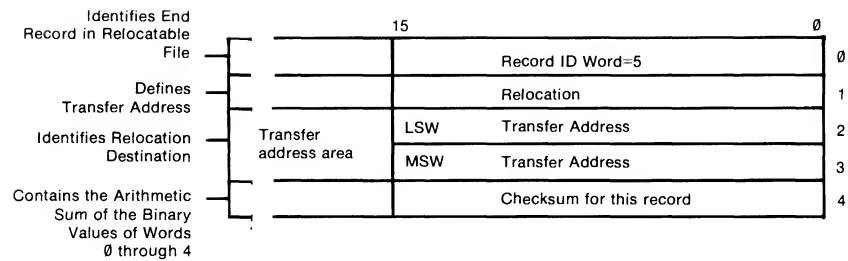 Identifies End
Record in Relocatable
File
15 Ø
Record ID Word=5 Ø
Defines
Transfer Address
Relocation 1
Identifies Relocation
Destination
Transfer
address area
LSW Transfer Address 2
MSW Transfer Address 3
Contains the Arithmetic
Sum of the Binary
Values of Words
Ø through 4
Checksum for this record 4